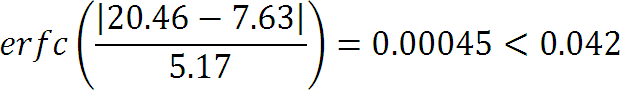 erfc(|20.46 − 7.63| / 5.17) = 0.00045 < 0.042